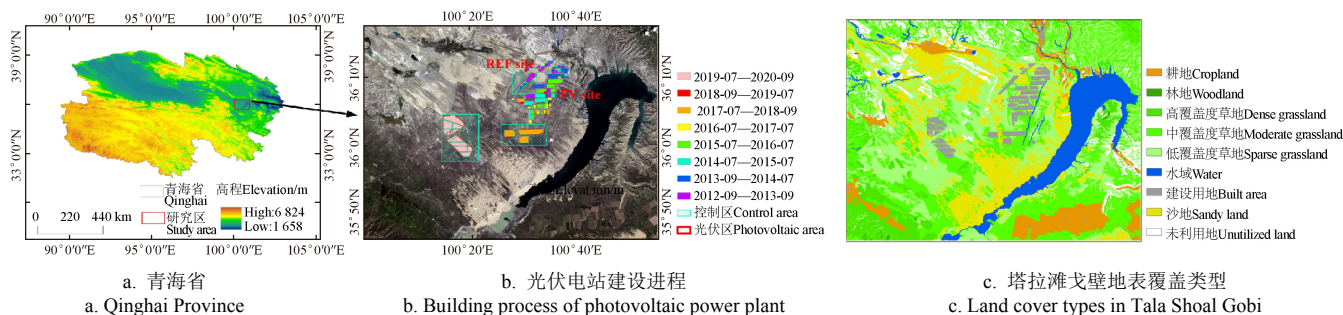 90°0′0″E 95°0′0″E 100°0′0″E 105°0′0″E
39°0′0″N
36°0′0″N
33°0′0″N
39°0′0″N
36°0′0″N
33°0′0″N
青海省
Qinghai
研究区
Study area
高程Elevation/m
High:6 824
Low:1 658
0 220 440 km
90°0′0″E 95°0′0″E 100°0′0″E
a. 青海省
a. Qinghai Province
100°20′E 100°40′E
36°10′N
36°0′N
35°50′N
36°10′N
36°0′N
35°50′N
REF site
PV site
Elevation/m
100°20′E 100°40′E
2019-07—2020-09
2018-09—2019-07
2017-07—2018-09
2016-07—2017-07
2015-07—2016-07
2014-07—2015-07
2013-09—2014-07
2012-09—2013-09
控制区Control area
光伏区Photovoltaic area
b. 光伏电站建设进程
b. Building process of photovoltaic power plant
耕地Cropland
林地Woodland
高覆盖度草地Dense grassland
中覆盖度草地Moderate grassland
低覆盖度草地Sparse grassland
水域Water
建设用地Built area
沙地Sandy land
未利用地Unutilized land
c. 塔拉滩戈壁地表覆盖类型
c. Land cover types in Tala Shoal Gobi